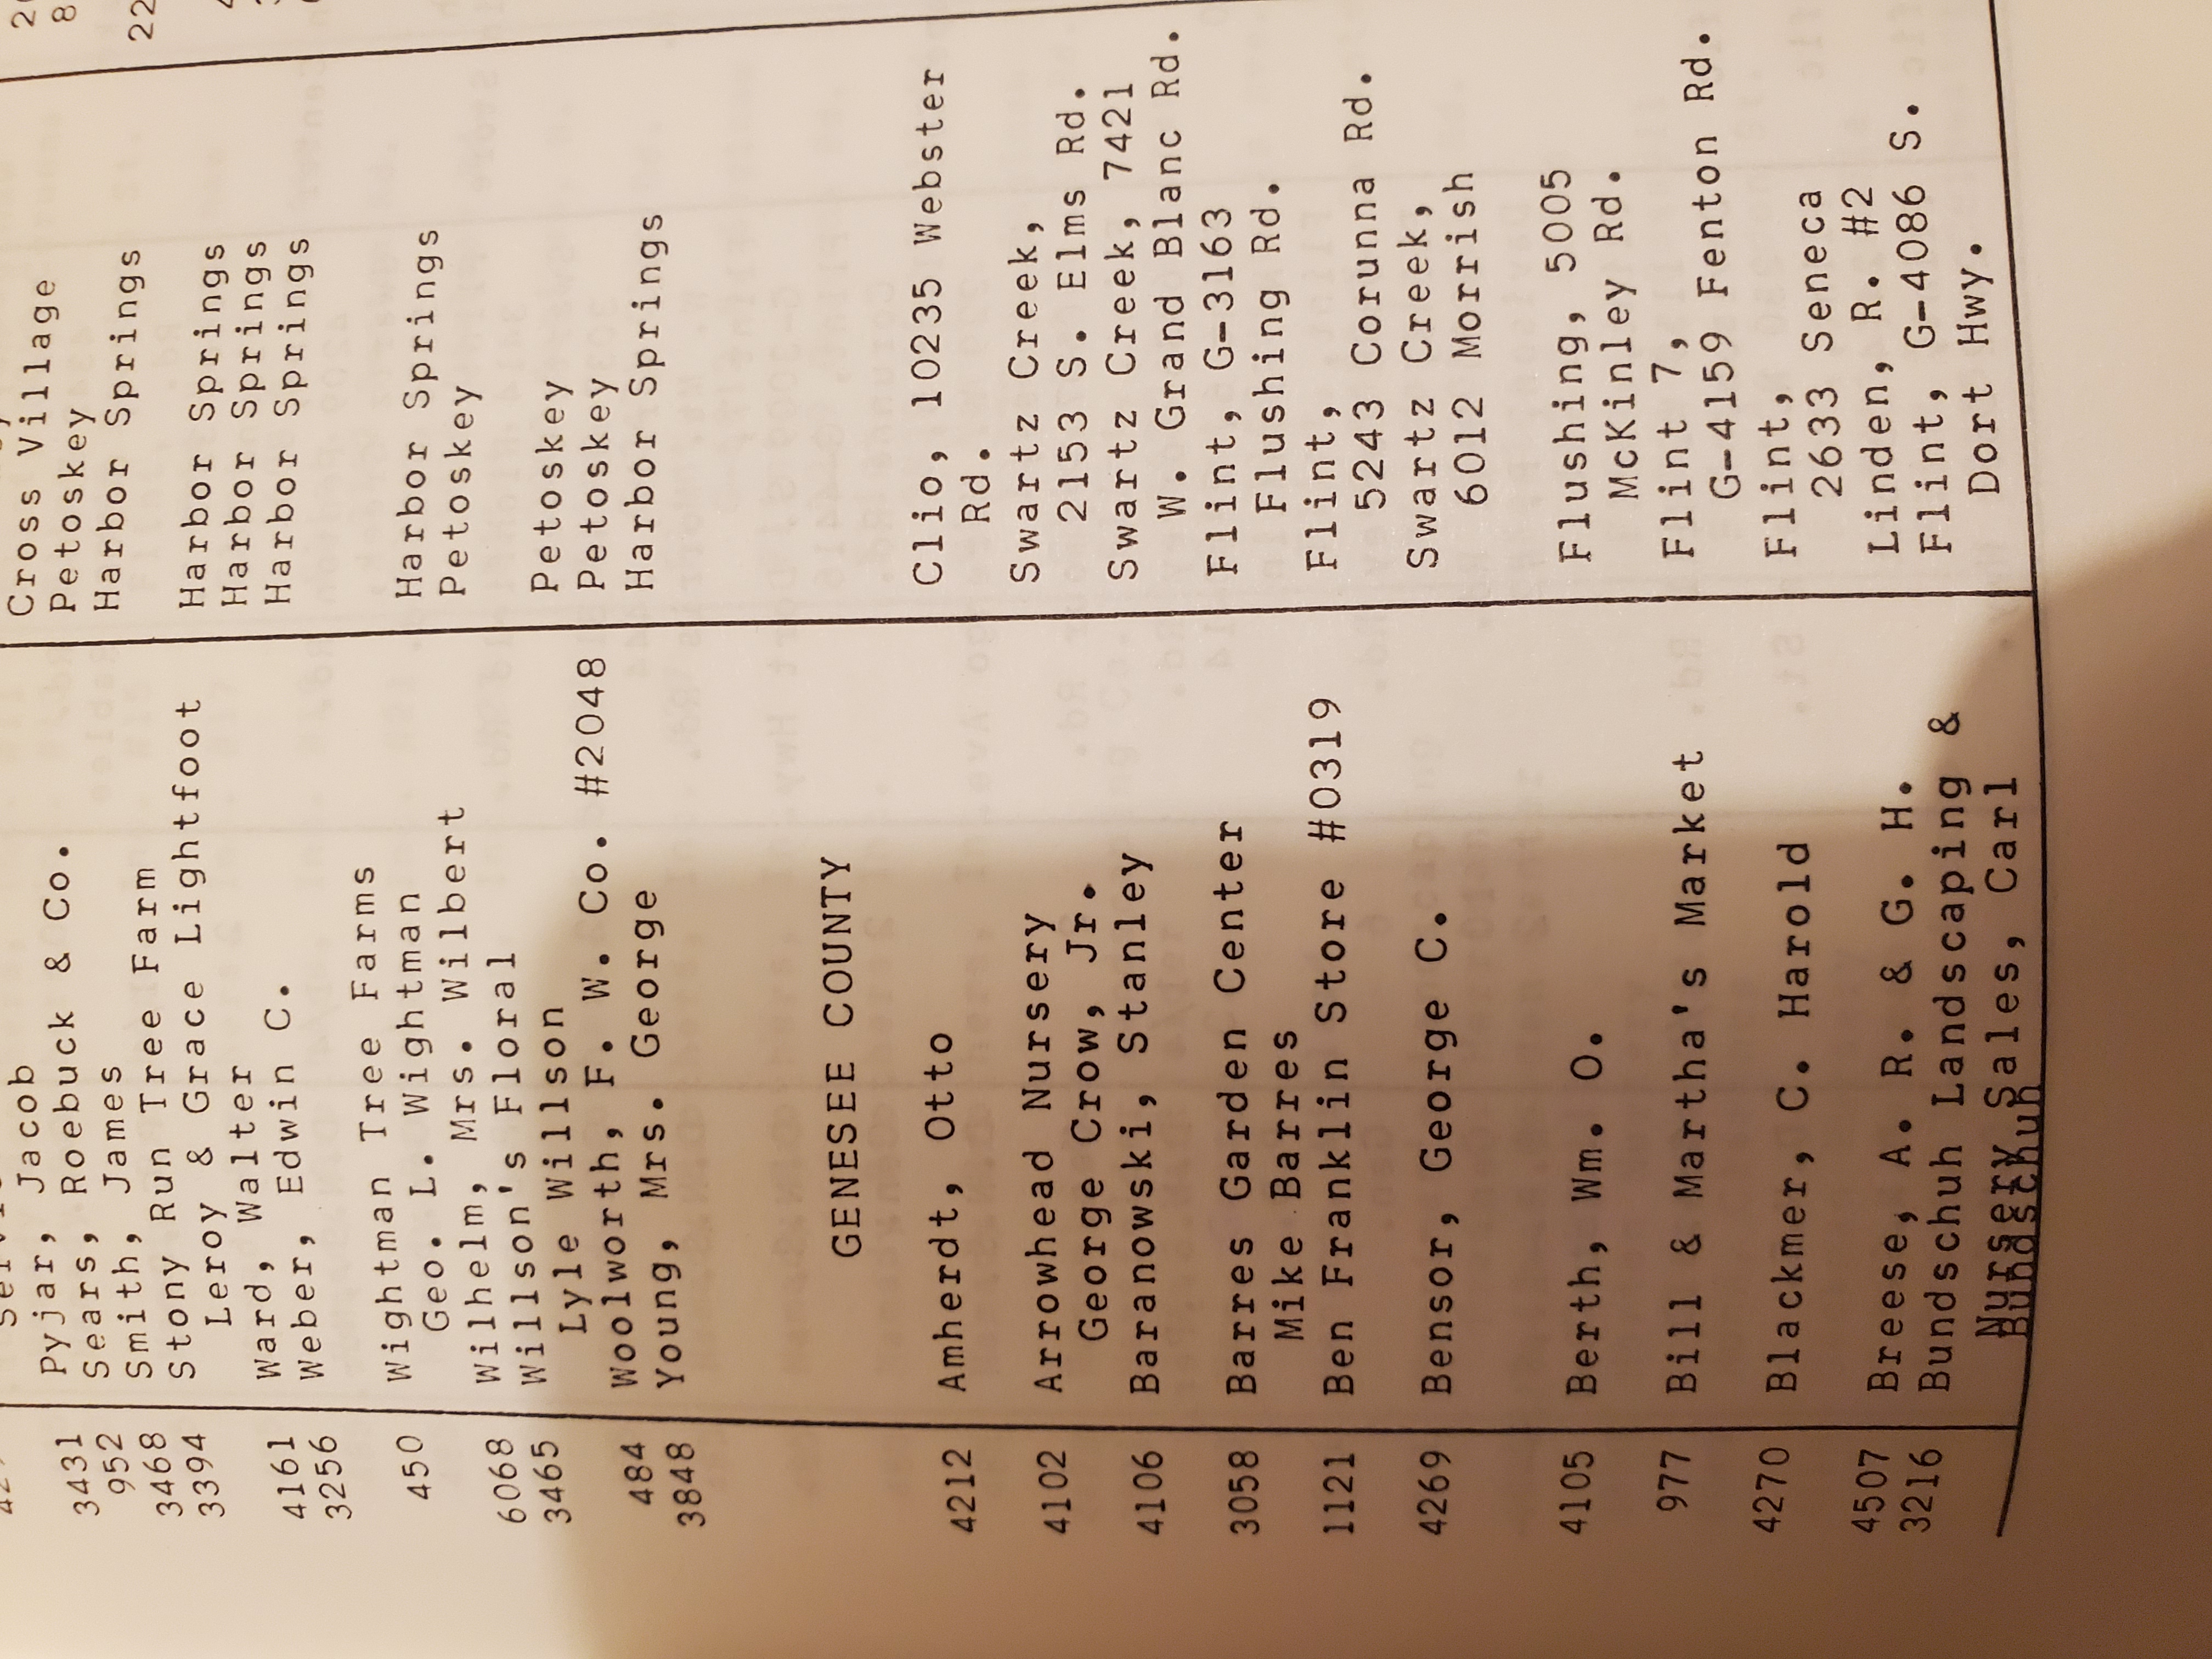 Cross Village
3431 Pyjar, Jacob Petoskey
952 Sears, Roebuck & Co. Harbor Springs
3468 Smith, James
3394 Stony Run Tree Farm Harbor Springs
Leroy & Grace Lightfoot Harbor Springs
4161 Ward, Walter Harbor Springs
3256 Weber, Edwin C.
450 Wightman Tree Farms Harbor Springs
Geo. L. Wightman Petoskey
6068 Wilhelm, Mrs. Wilbert
3465 Willson's Floral Petoskey
Lyle Willson Petoskey
484 Woolworth, F. W. Co. #2048 Harbor Springs
3848 Young, Mrs. George
GENESEE COUNTY
4212 Amherdt, Otto Clio, 10235 Webster
Rd.
4102 Arrowhead Nursery Swartz Creek,
George Crow, Jr. 2153 S. Elms Rd.
4106 Baranowski, Stanley Swartz Creek, 7421
W. Grand Blanc Rd.
3058 Barres Garden Center Flint, G-3163
Mike Barres Flushing Rd.
1121 Ben Franklin Store #0319 Flint,
5243 Corunna Rd.
4269 Bensor, George C. Swartz Creek,
6012 Morrish
4105 Berth, Wm. O. Flushing, 5005
McKinley Rd.
977 Bill & Martha's Market Flint 7,
G-4159 Fenton Rd.
4270 Blackmer, C. Harold Flint,
2633 Seneca
4507 Breese, A. R. & G. H. Linden, R. #2
3216 Bundschuh Landscaping & Flint, G-4086 S.
Nursery Sales, Carl Dort Hwy.
Bundschuh